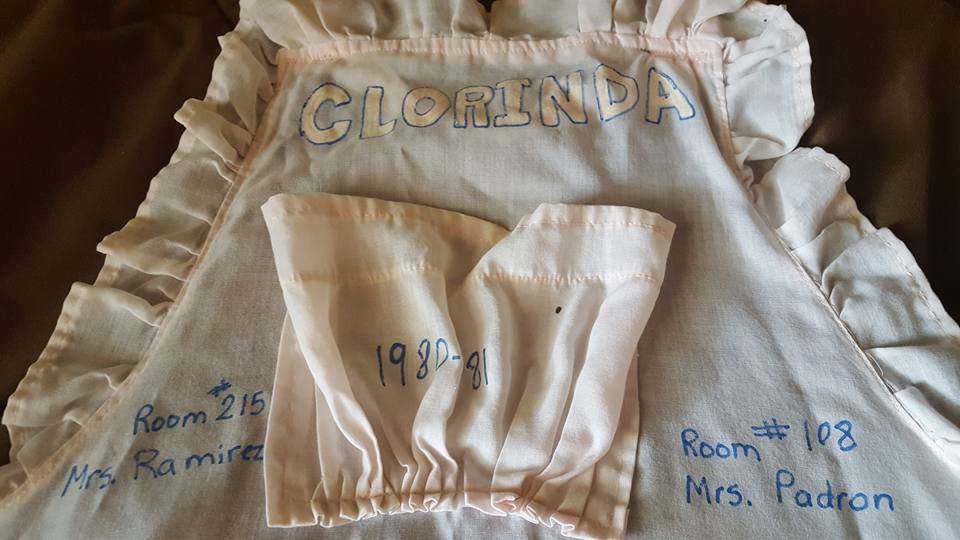 CLORINDA
1980-81
Room #215
Mrs. Ramirez
Room #108
Mrs. Padron